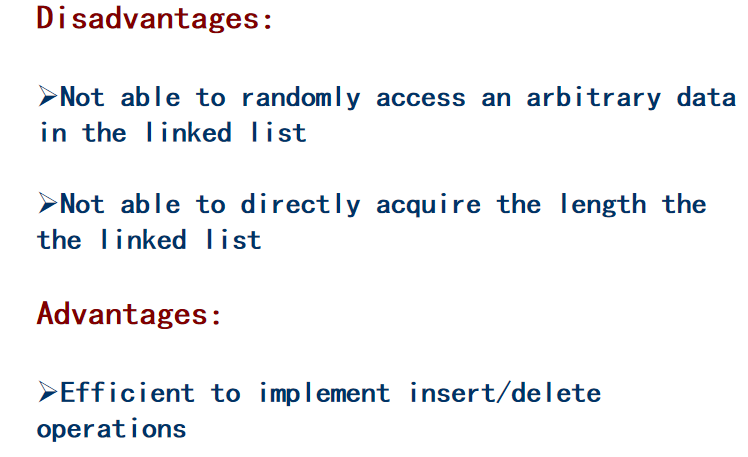 Disadvantages:
➢Not able to randomly access an arbitrary data
in the linked list
➢Not able to directly acquire the length the
the linked list
Advantages:
➢Efficient to implement insert/delete
operations